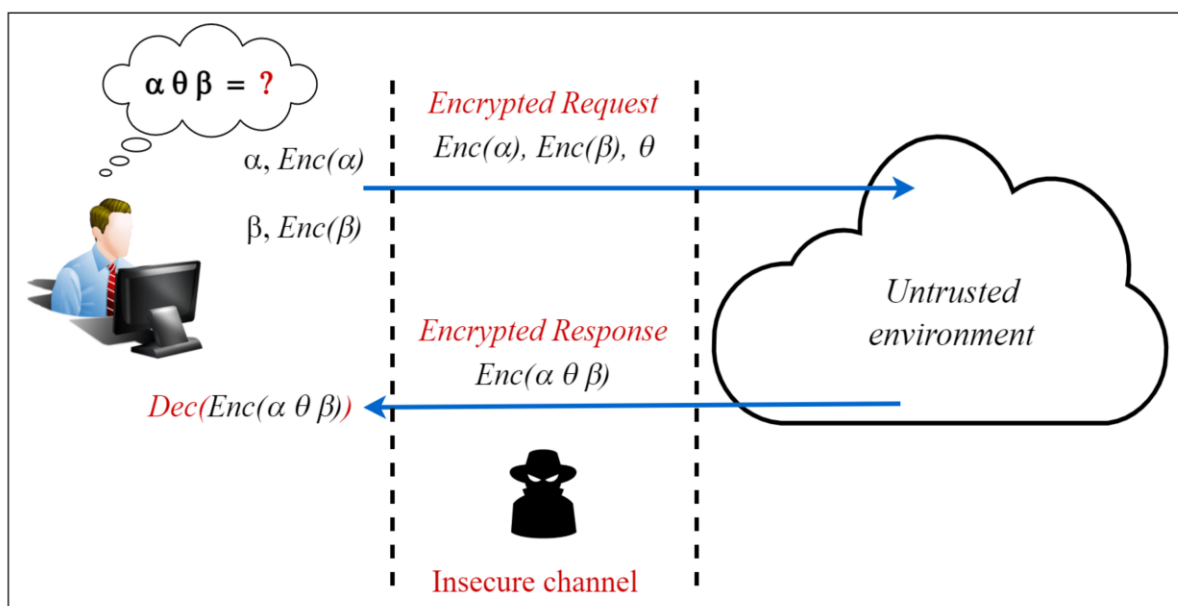 α θ β = ?
α, Enc(α)
β, Enc(β)
Encrypted Request
Enc(α), Enc(β), θ
Untrusted
environment
Encrypted Response
Enc(α θ β)
Dec(Enc(α θ β))
Insecure channel